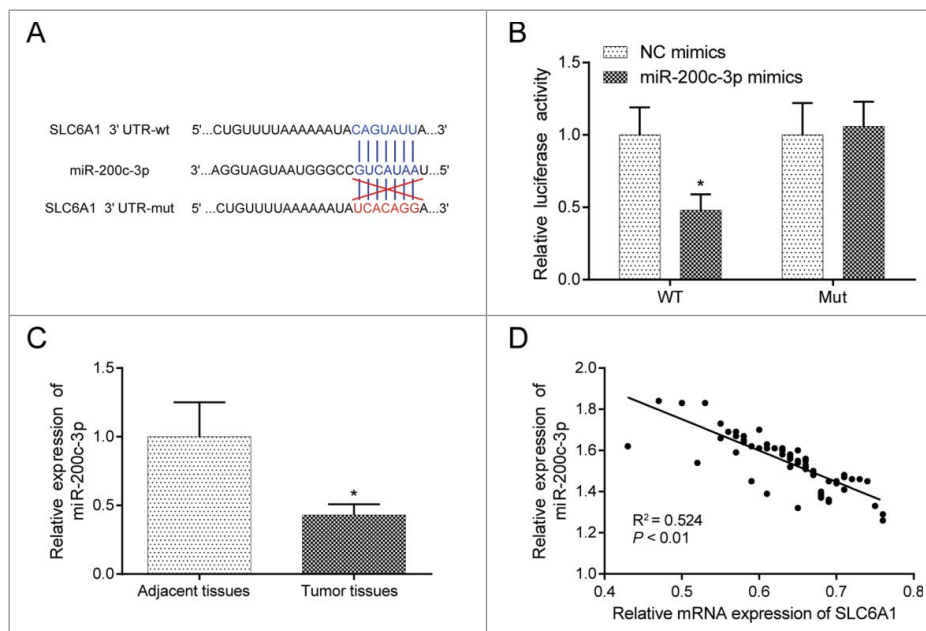 A
SLC6A1 3' UTR-wt 5'...CUGUUUUAAAAAAUACAGUAUUA...3'
miR-200c-3p 3'...AGGUAGUAAUGGGCCGUCAUAAU...5'
SLC6A1 3' UTR-mut 5'...CUGUUUUAAAAAAUAUCACAGGA...3'
B
Relative luciferase activity
1.5
1.0
0.5
0.0
NC mimics
miR-200c-3p mimics
*
WT Mut
C
Relative expression of
miR-200c-3p
1.5
1.0
0.5
0.0
*
Adjacent tissues Tumor tissues
D
Relative expression of
miR-200c-3p
2.0
1.8
1.6
1.4
1.2
1.0
R² = 0.524
P < 0.01
0.4 0.5 0.6 0.7 0.8
Relative mRNA expression of SLC6A1